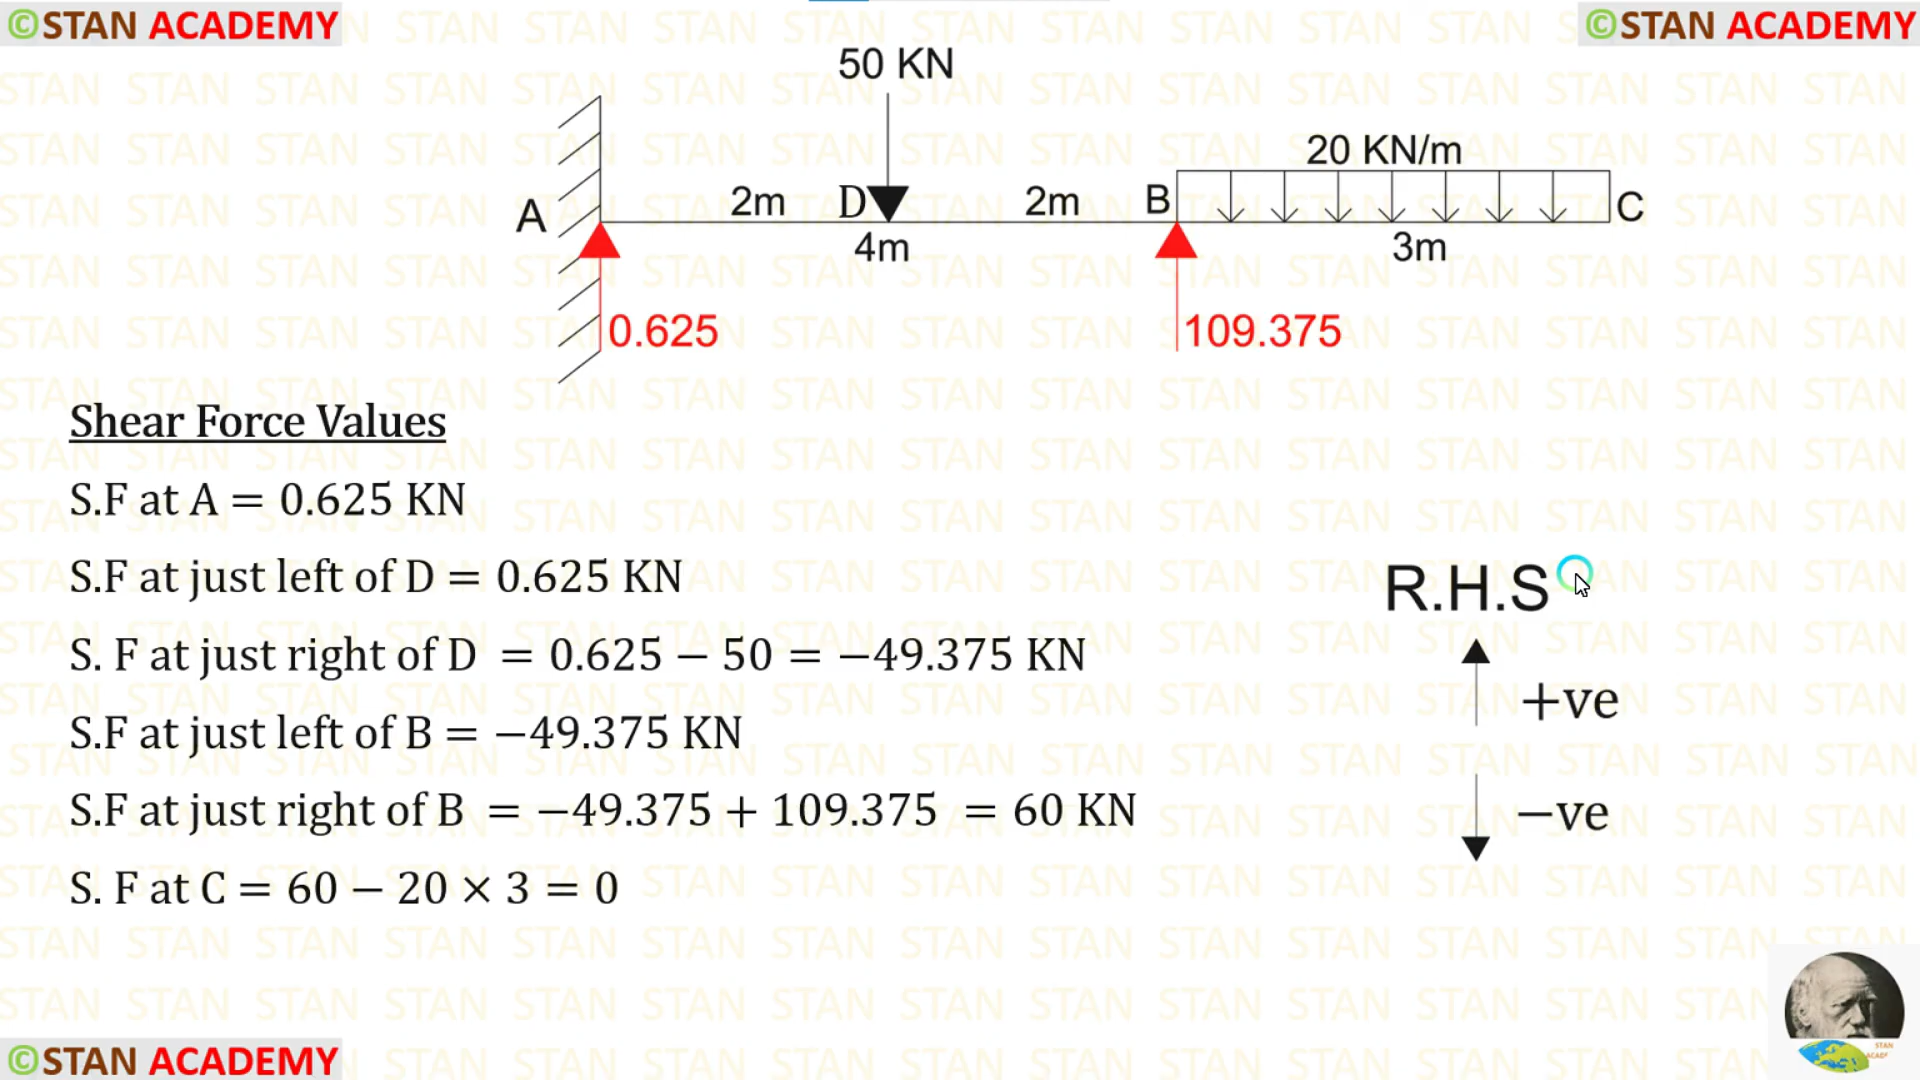 ©STAN ACADEMY
©STAN ACADEMY
50 KN
20 KN/m
A
2m
D
2m
B
C
4m
3m
0.625
109.375
Shear Force Values
S.F at A = 0.625 KN
S.F at just left of D = 0.625 KN
S. F at just right of D = 0.625 − 50 = −49.375 KN
S.F at just left of B = −49.375 KN
S.F at just right of B = −49.375 + 109.375 = 60 KN
S. F at C = 60 − 20 × 3 = 0
R.H.S
+ve
−ve
©STAN ACADEMY
STAN